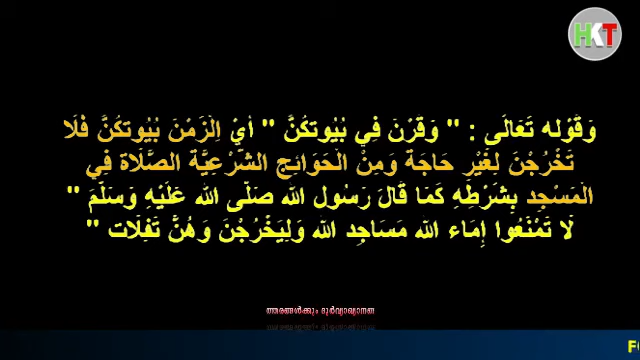 HKT
وَقَوْله تَعَالَى : " وَقَرْنَ فِي بُيُوتكُنَّ " أَيْ اِلْزَمْنَ بُيُوتكُنَّ فَلَا
تَخْرُجْنَ لِغَيْرِ حَاجَة وَمِنْ الْحَوَائِج الشَّرْعِيَّة الصَّلَاة فِي
الْمَسْجِد بِشَرْطِهِ كَمَا قَالَ رَسُول الله صَلَّى الله عَلَيْهِ وَسَلَّمَ "
لَا تَمْنَعُوا إِمَاء الله مَسَاجِد الله وَلْيَخْرُجْنَ وَهُنَّ تَفِلَات "
ദുർവ്യാഖ്യാന